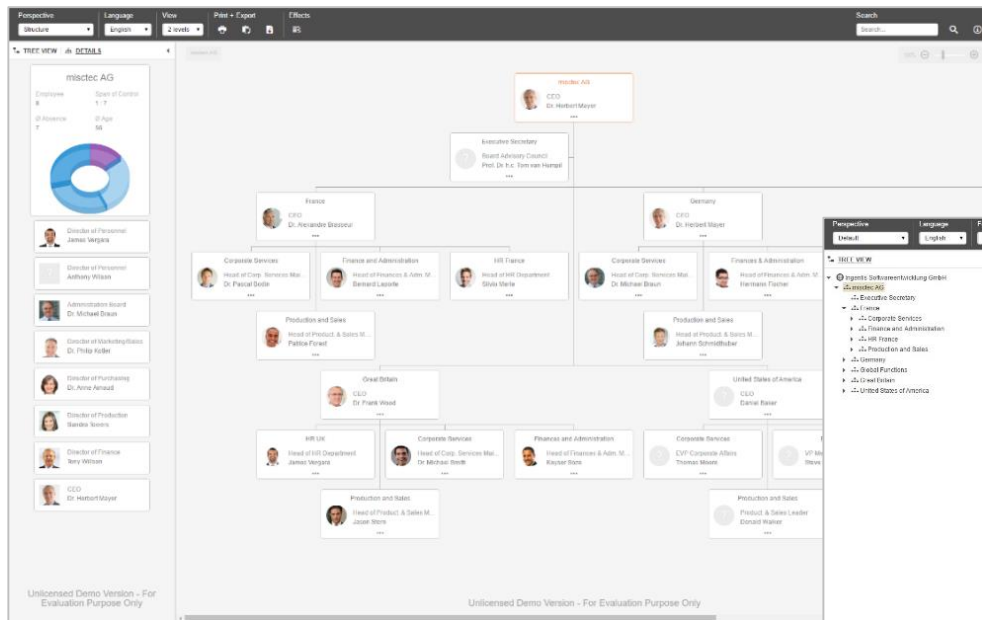 Perspective
Structure
Language
English
View
2 levels
Print + Export
Effects
Search
Search...
TREE VIEW
DETAILS
misctec AG
Employee
8
Span of Control
1 : 7
Ø Absence
7
Ø Age
56
Director of Personnel
James Vergara
Director of Personnel
Anthony Wilson
Administration Board
Dr. Michael Braun
Director of Marketing/Sales
Dr. Philip Kotler
Director of Purchasing
Dr. Anne Arnaud
Director of Production
Sandra
Director of Finance
Terry Wilson
CEO
Dr. Herbert Mayer
Unlicensed Demo Version - For
Evaluation Purpose Only
misctec AG
misctec AG
CEO
Dr. Herbert Mayer
Executive Secretary
Board Advisory Council
Prof. Dr. h.c. Tom van
France
CEO
Dr. Alexandre Brasseur
Germany
CEO
Dr. Herbert Mayer
Corporate Services
Head of Corp. Services Mar...
Dr. Pascal Bodin
Finance and Administration
Head of Finances & Adm. M...
Bernard Laporte
HR France
Head of HR Department
Silvia Merle
Corporate Services
Head of Corp. Services Mar...
Dr. Michael Braun
Finances & Administration
Head of Finances & Adm. M...
Hermann Fischer
Production and Sales
Head of Product. & Sales M...
Patrice Forest
Production and Sales
Head of Product. & Sales M...
Johann Schmidhuber
Great Britain
CEO
Dr. Frank Wood
United States of America
CEO
Daniel Baker
HR UK
Head of HR Department
James Vergara
Corporate Services
Head of Corp. Services Mar...
Dr. Michael Smith
Finances and Administration
Head of Finances & Adm. M...
Corporate Services
EVP Corporate Affairs
Thomas Moore
Production and Sales
Head of Product. & Sales M...
Jason Stern
Production and Sales
Product. & Sales Leader
Donald Walker
Unlicensed Demo Version - For Evaluation Purpose Only
Perspective
Default
Language
English
TREE VIEW
Ingentis Softwareentwicklung GmbH
misctec AG
Executive Secretary
France
Corporate Services
Finance and Administration
HR France
Production and Sales
Germany
Global Functions
Great Britain
United States of America